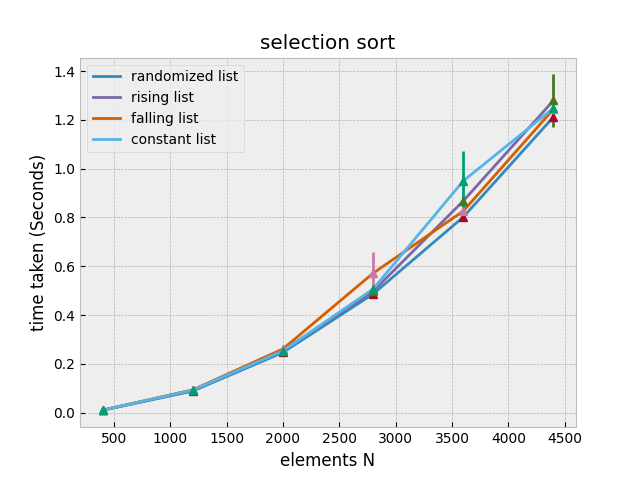 selection sort
randomized list
rising list
falling list
constant list
time taken (Seconds)
1.4
1.2
1.0
0.8
0.6
0.4
0.2
0.0
500 1000 1500 2000 2500 3000 3500 4000 4500
elements N